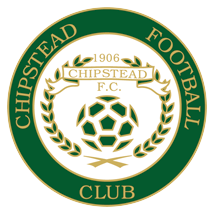 CHIPSTEAD FOOTBALL CLUB
1906
CHIPSTEAD
F.C.